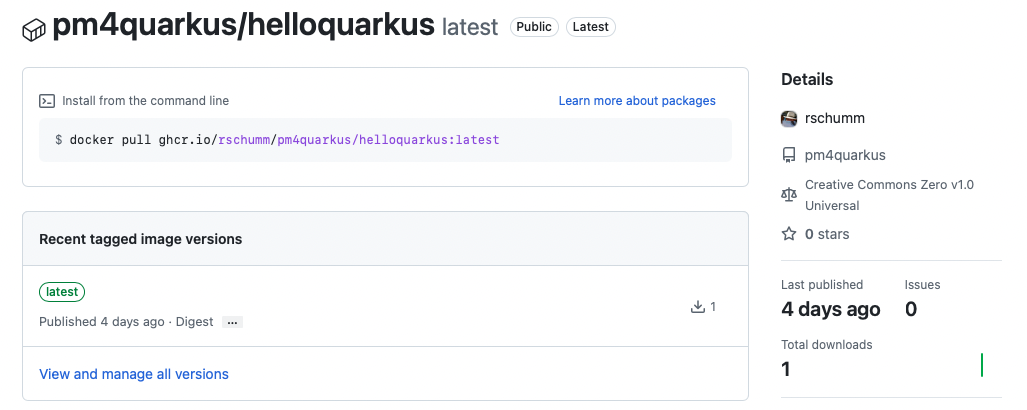 pm4quarkus/helloquarkus latest Public Latest
Install from the command line Learn more about packages
$ docker pull ghcr.io/rschumm/pm4quarkus/helloquarkus:latest
Recent tagged image versions
latest
Published 4 days ago · Digest ...
1
View and manage all versions
Details
rschumm
pm4quarkus
Creative Commons Zero v1.0
Universal
0 stars
Last published Issues
4 days ago 0
Total downloads
1